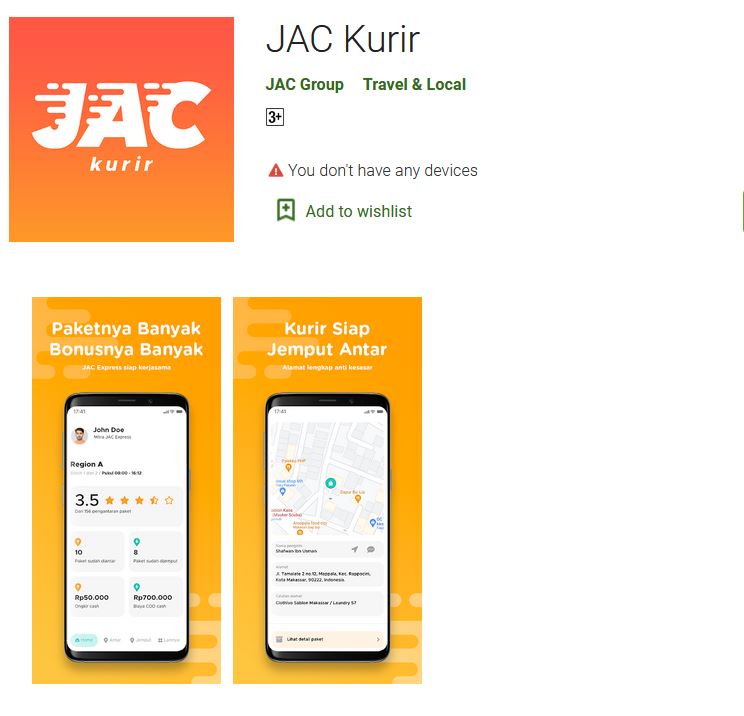 JAC
kurir
JAC Kurir
JAC Group Travel & Local
3+
You don't have any devices
Add to wishlist
Paketnya Banyak
Bonusnya Banyak
JAC Express siap kerjasama
17:41
John Doe
Mitra JAC Express
Region A
/ Pukul 08:00 - 16:12
3.5
Dari 156 pengantaran paket
10
Paket sudah diantar
8
Paket sudah dijemput
Rp50.000
Ongkir cash
Rp700.000
Biaya COD cash
Home
Antar
Jemput
Lainnya
Kurir Siap
Jemput Antar
Alamat lengkap anti kesasar
17:41
Dapur Bu Lis
Nama pengirim
Shafwan Ibn Usman
Alamat
Jl. Tamalate 2 no.12, Mappala, Kec. Rappocini,
Kota Makassar, 90222, Indonesia.
Catatan alamat
Clothivo Sablon Makassar / Laundry 57
Lihat detail paket